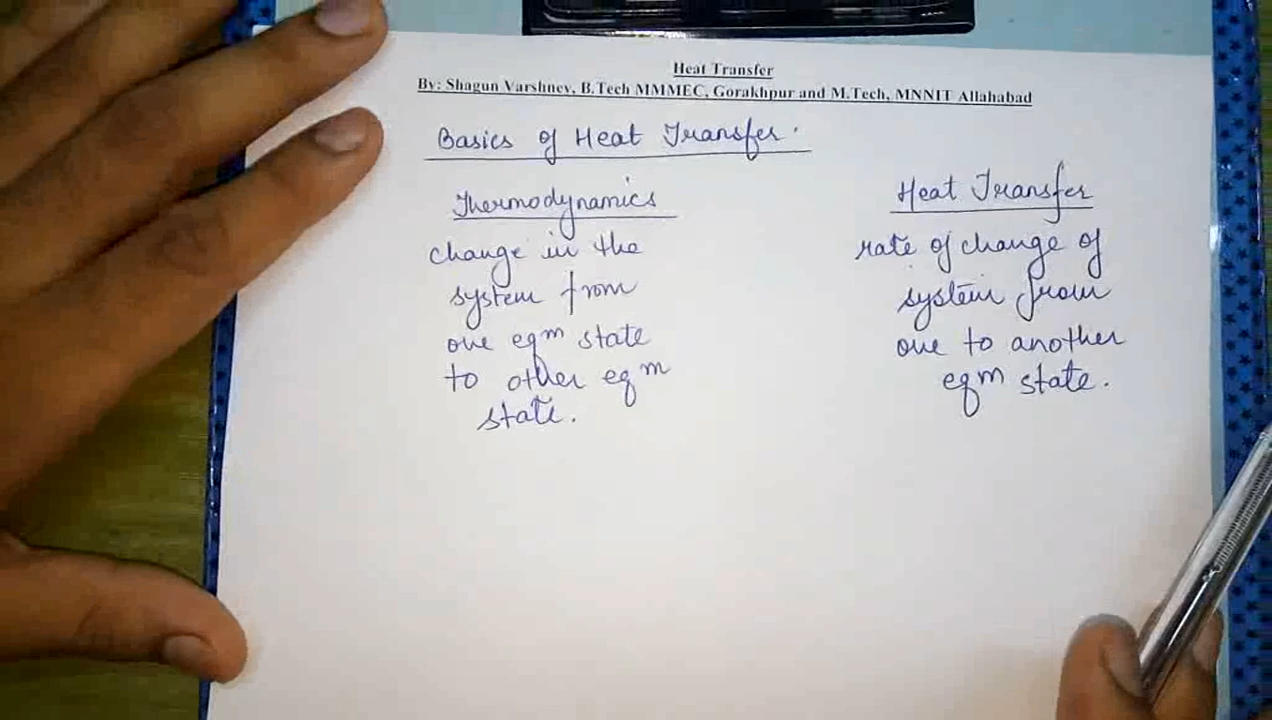 Heat Transfer
By: Shagun Varshney, B.Tech MMMEC, Gorakhpur and M.Tech, MNNIT Allahabad
Basics of Heat Transfer.
Thermodynamics
change in the
system from
one eqm state
to other eqm
state.
Heat Transfer
rate of change of
system from
one to another
eqm state.